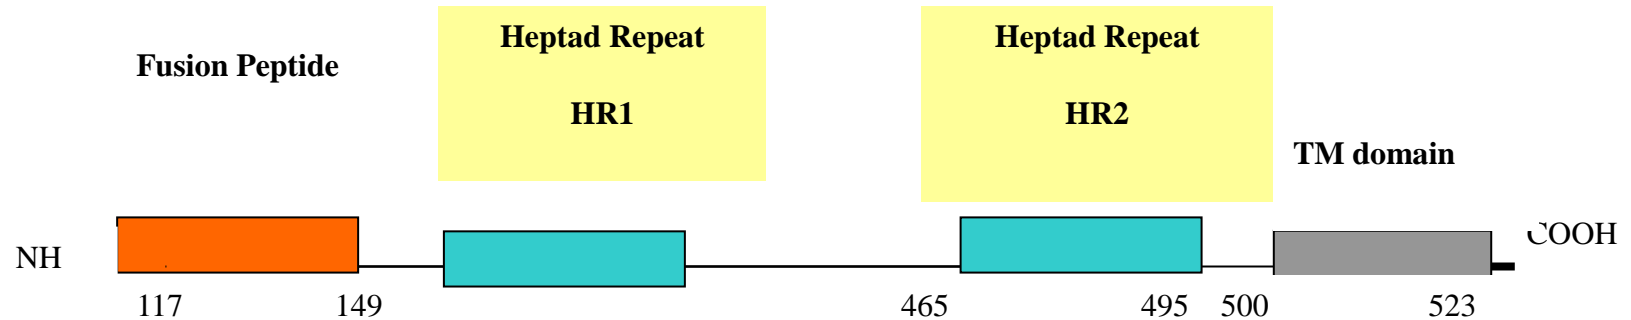 Fusion Peptide
Heptad Repeat
HR1
Heptad Repeat
HR2
TM domain
NH
COOH
117
149
465
495
500
523